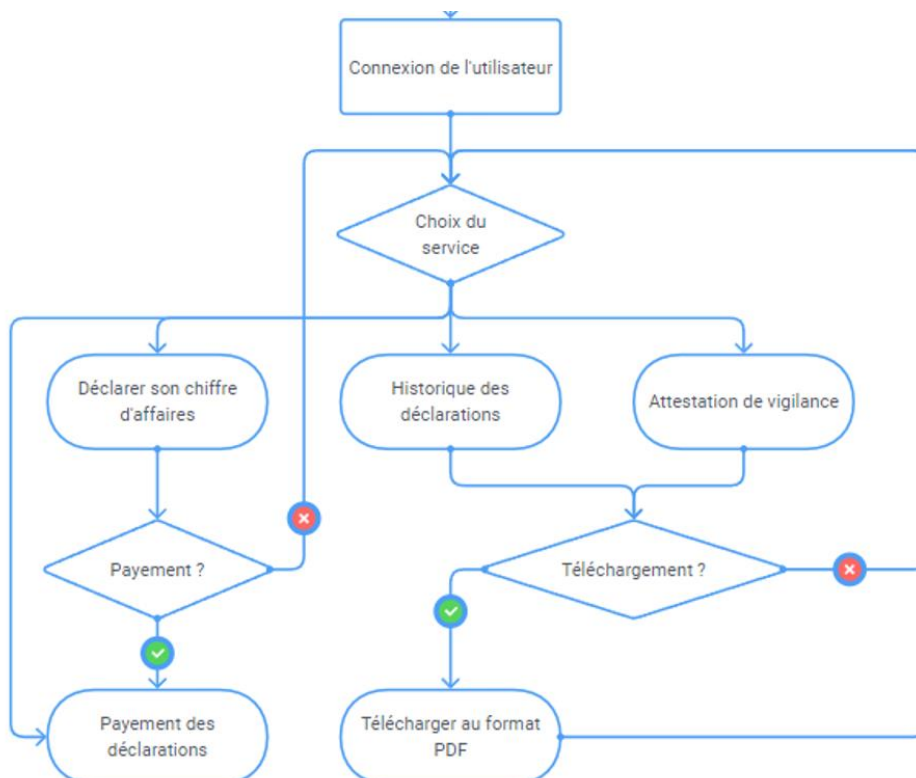 Connexion de l'utilisateur
Choix du
service
Déclarer son chiffre
d'affaires
Historique des
déclarations
Attestation de vigilance
Payement ?
Téléchargement ?
Payement des
déclarations
Télécharger au format
PDF